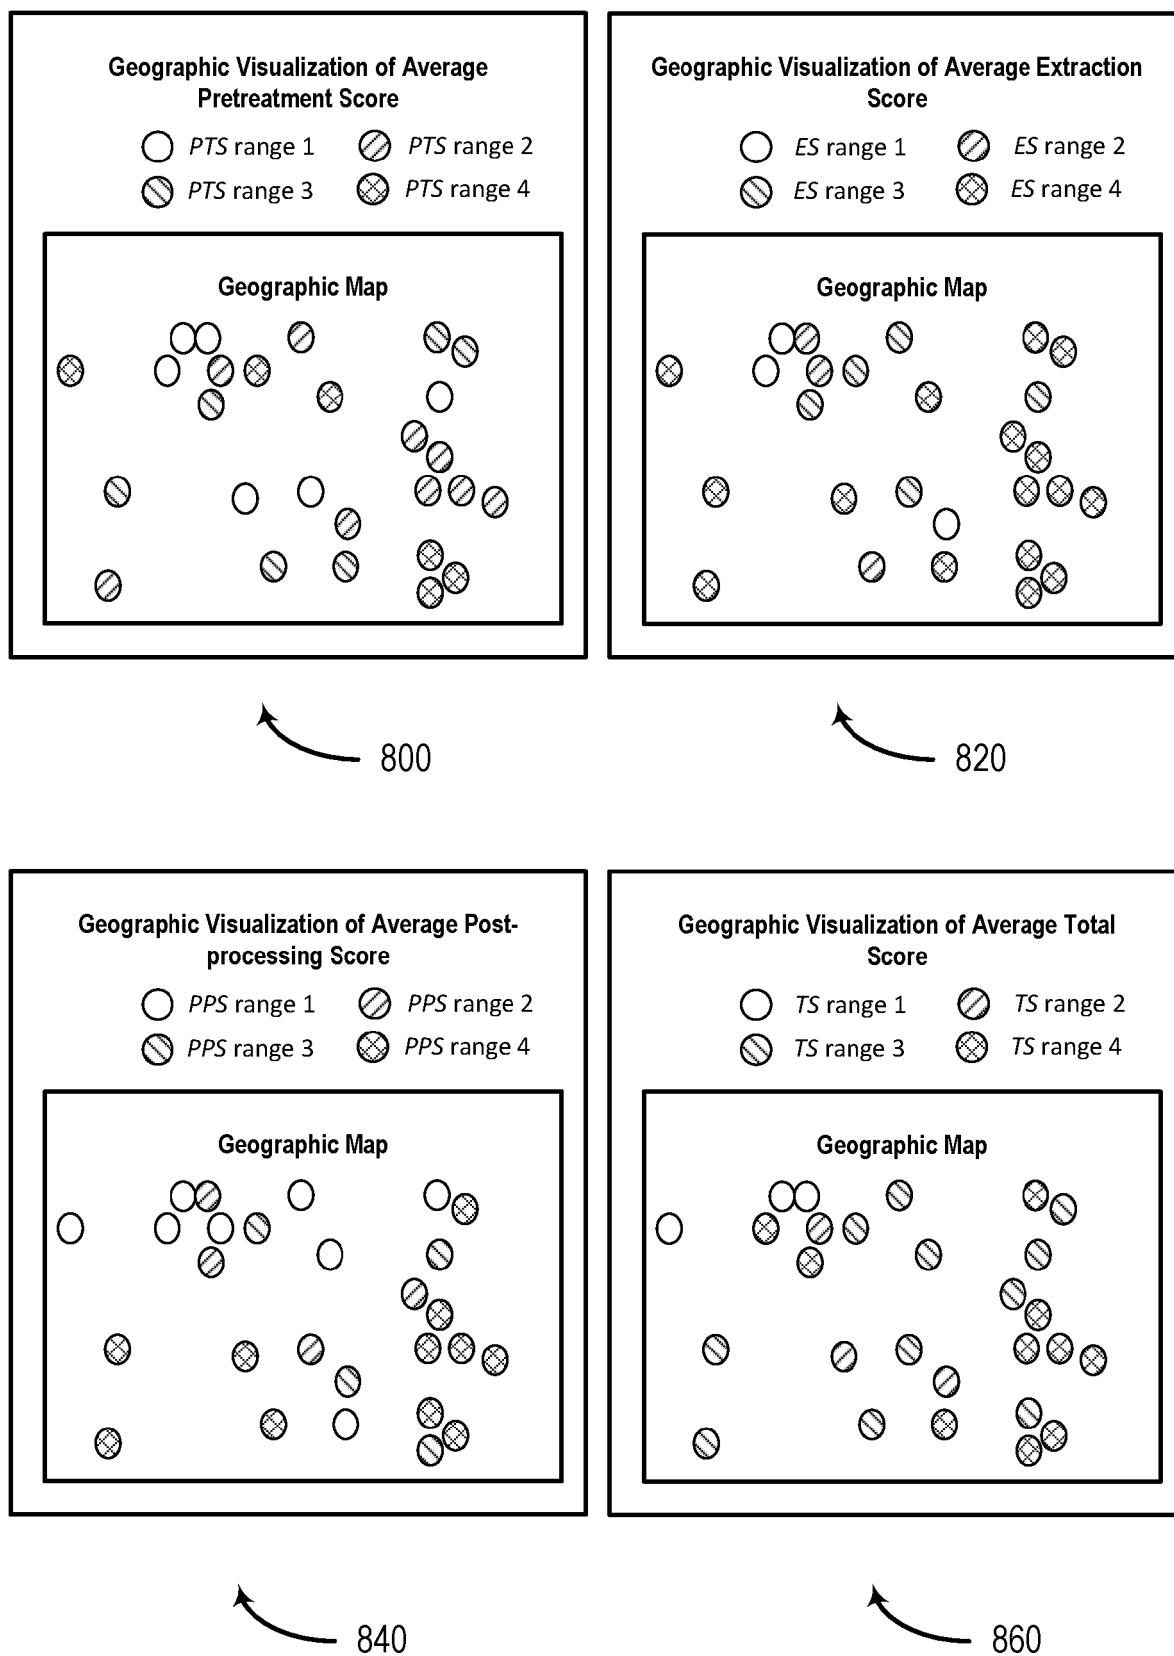 Geographic Visualization of Average
Pretreatment Score
PTS range 1
PTS range 2
PTS range 3
PTS range 4
Geographic Map
800
Geographic Visualization of Average Extraction
Score
ES range 1
ES range 2
ES range 3
ES range 4
Geographic Map
820
Geographic Visualization of Average Post-
processing Score
PPS range 1
PPS range 2
PPS range 3
PPS range 4
Geographic Map
840
Geographic Visualization of Average Total
Score
TS range 1
TS range 2
TS range 3
TS range 4
Geographic Map
860